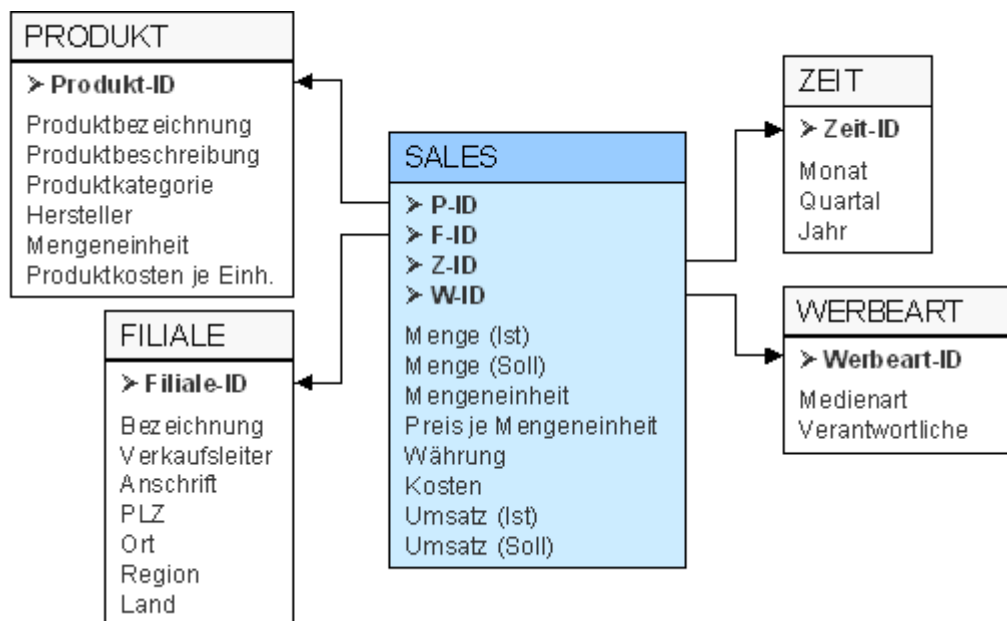 PRODUKT
➢ Produkt-ID
Produktbezeichnung
Produktbeschreibung
Produktkategorie
Hersteller
Mengeneinheit
Produktkosten je Einh.
FILIALE
➢ Filiale-ID
Bezeichnung
Verkaufsleiter
Anschrift
PLZ
Ort
Region
Land
SALES
➢ P-ID
➢ F-ID
➢ Z-ID
➢ W-ID
Menge (Ist)
Menge (Soll)
Mengeneinheit
Preis je Mengeneinheit
Währung
Kosten
Umsatz (Ist)
Umsatz (Soll)
ZEIT
➢ Zeit-ID
Monat
Quartal
Jahr
WERBEART
➢ Werbeart-ID
Medienart
Verantwortliche